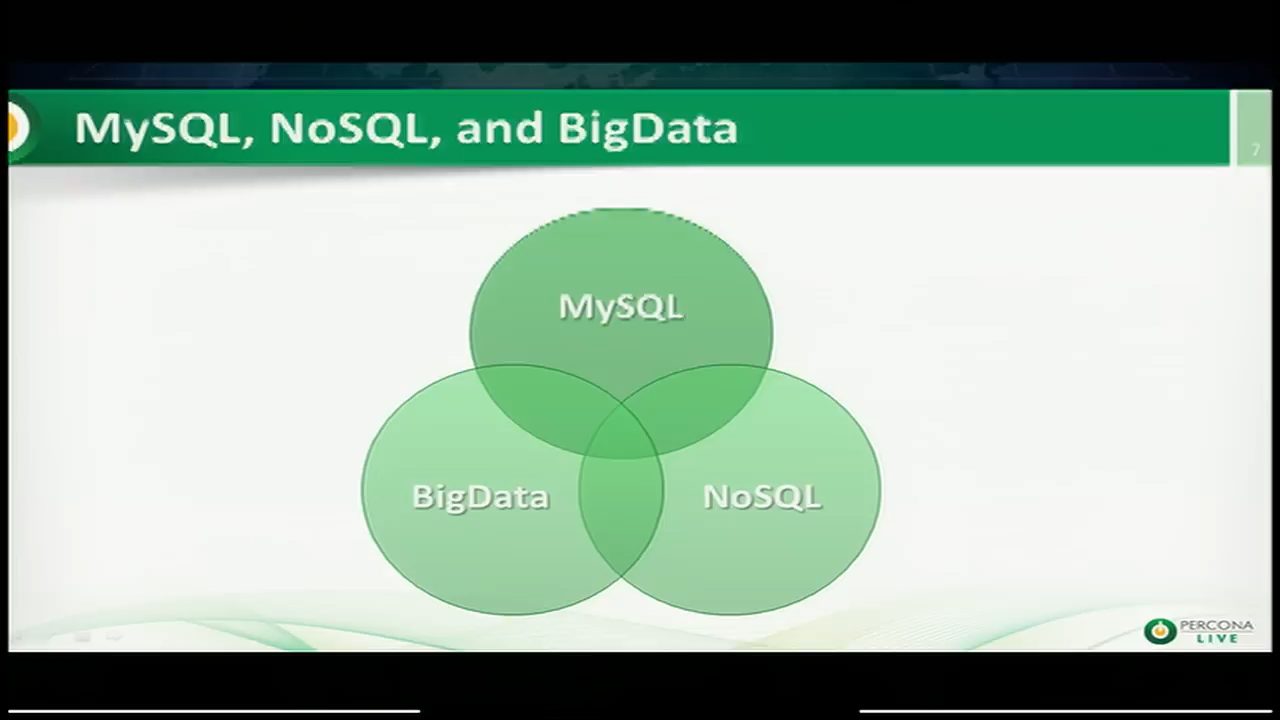 MySQL, NoSQL, and BigData
7
MySQL
BigData
NoSQL
PERCONA
LIVE